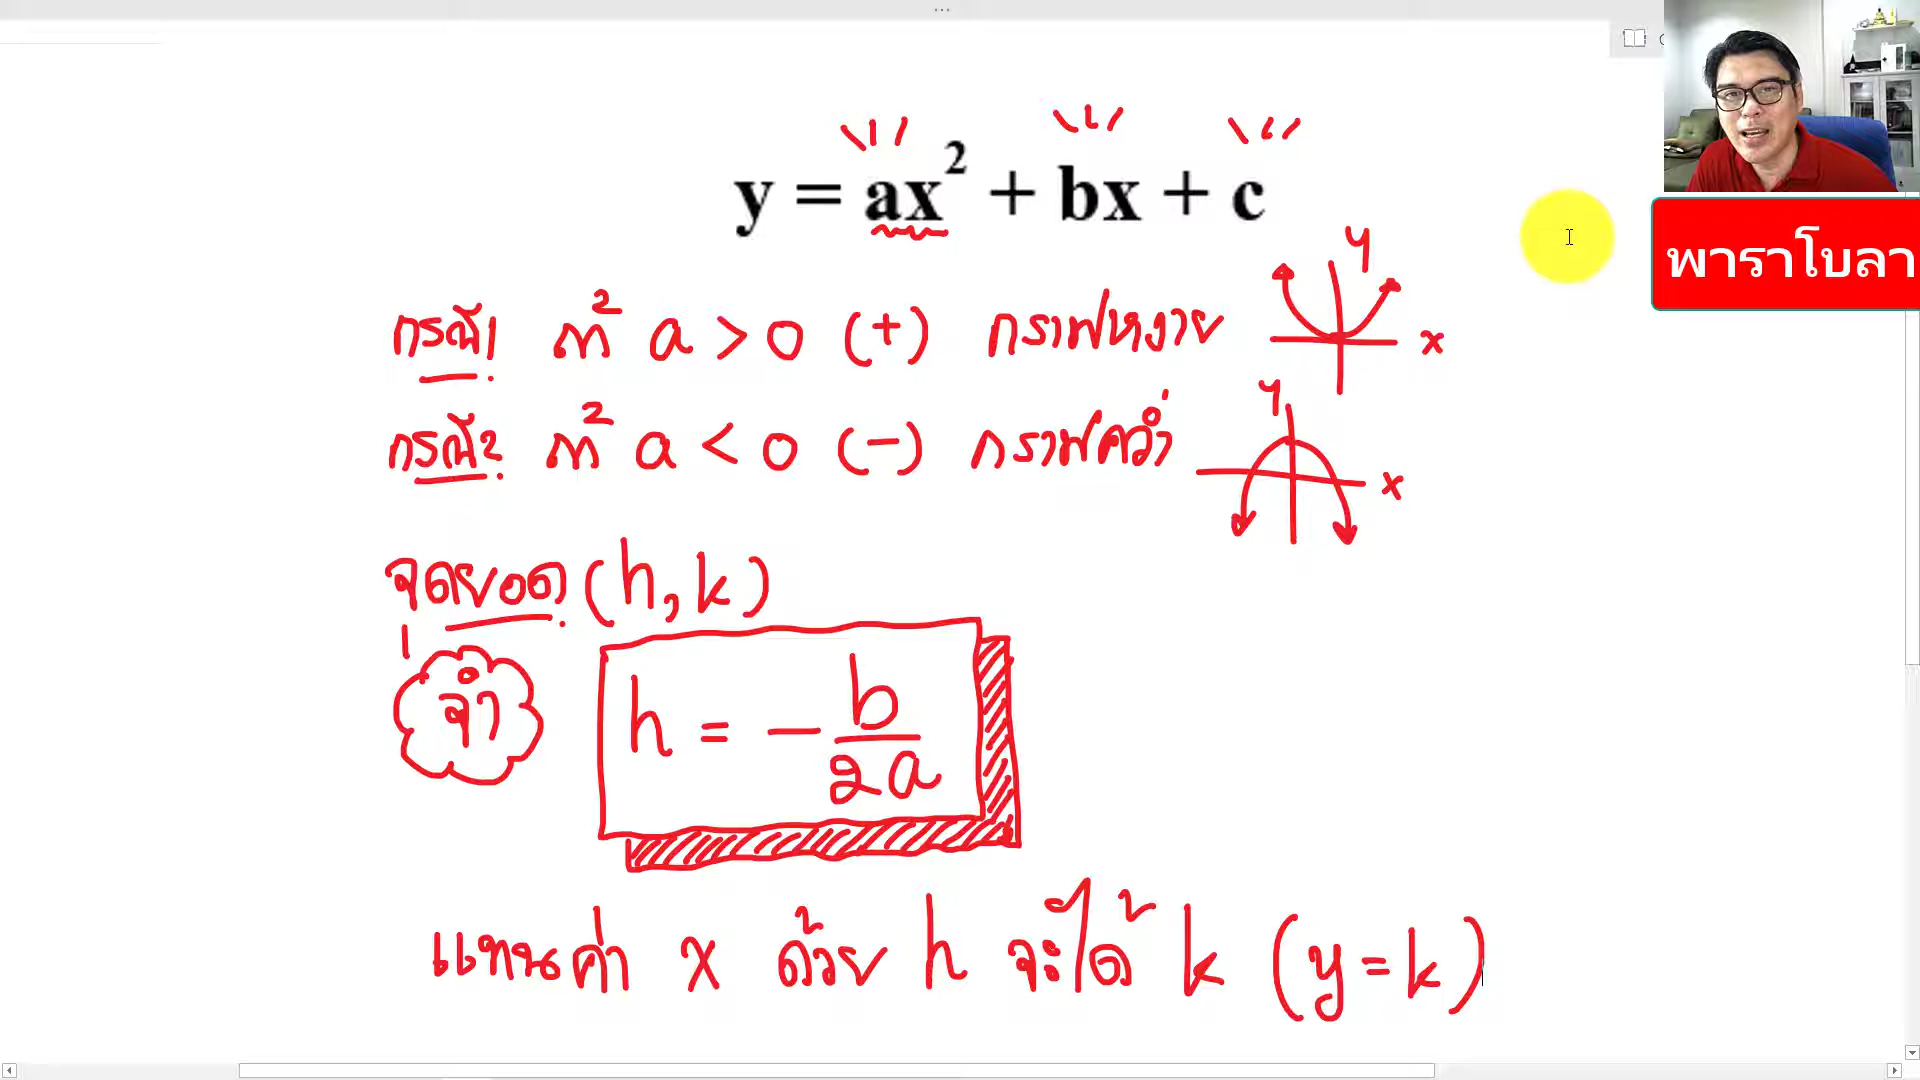 y = ax² + bx + c
พาราโบลา
กรณี1 ถ้า a > 0 (+) กราฟหงาย
y
x
กรณี2 ถ้า a < 0 (-) กราฟคว่ำ
y
x
จุดยอด (h, k)
จำ
h = - b/2a
แทนค่า x ด้วย h จะได้ k (y = k)